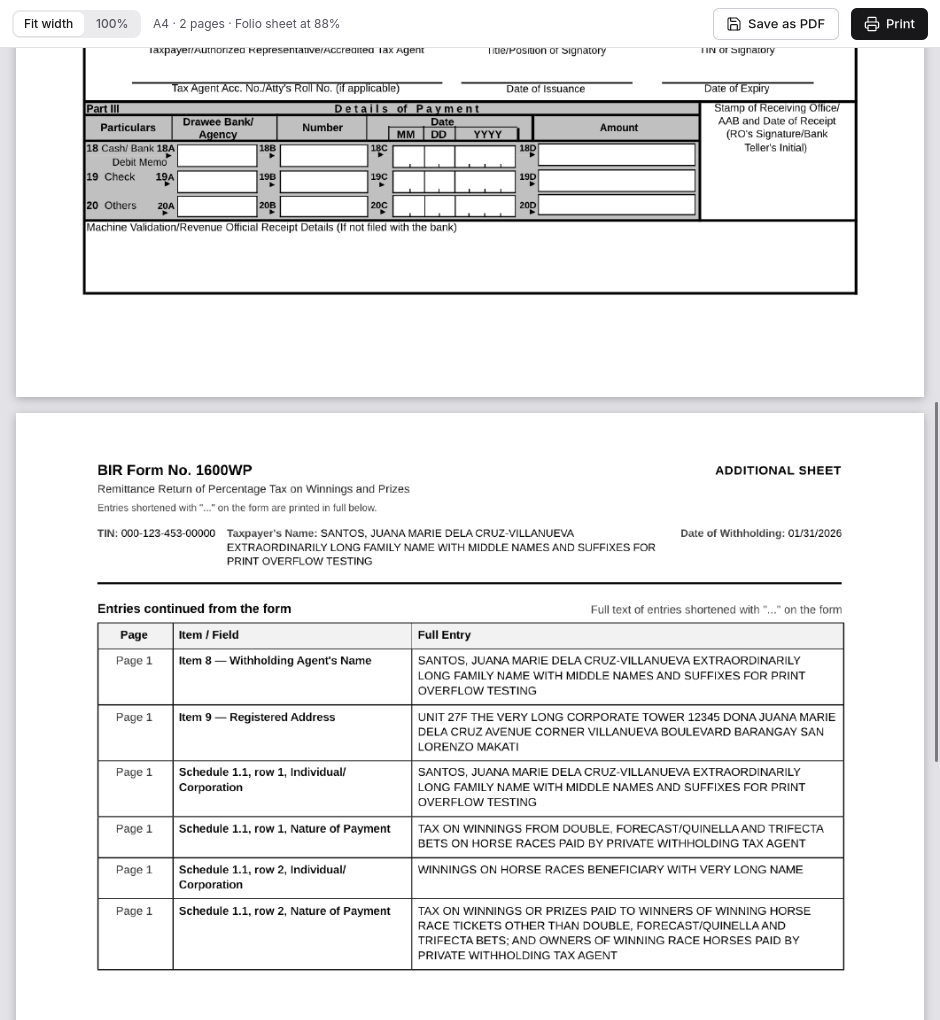 Fit width 100% A4 · 2 pages · Folio sheet at 88% Save as PDF Print
Taxpayer/Authorized Representative/Accredited Tax Agent Title/Position of Signatory TIN of Signatory
Tax Agent Acc. No./Atty's Roll No. (if applicable) Date of Issuance Date of Expiry
Part III Details of Payment
Stamp of Receiving Office/
AAB and Date of Receipt
(RO's Signature/Bank
Teller's Initial)
Particulars Drawee Bank/ Agency Number Date MM DD YYYY Amount
18 Cash/ Bank 18A 18B 18C 18D
Debit Memo
19 Check 19A 19B 19C 19D
20 Others 20A 20B 20C 20D
Machine Validation/Revenue Official Receipt Details (If not filed with the bank)
BIR Form No. 1600WP ADDITIONAL SHEET
Remittance Return of Percentage Tax on Winnings and Prizes
Entries shortened with "..." on the form are printed in full below.
TIN: 000-123-453-00000 Taxpayer's Name: SANTOS, JUANA MARIE DELA CRUZ-VILLANUEVA Date of Withholding: 01/31/2026
EXTRAORDINARILY LONG FAMILY NAME WITH MIDDLE NAMES AND SUFFIXES FOR
PRINT OVERFLOW TESTING
Entries continued from the form Full text of entries shortened with "..." on the form
Page Item / Field Full Entry
Page 1 Item 8 — Withholding Agent's Name SANTOS, JUANA MARIE DELA CRUZ-VILLANUEVA EXTRAORDINARILY
LONG FAMILY NAME WITH MIDDLE NAMES AND SUFFIXES FOR PRINT
OVERFLOW TESTING
Page 1 Item 9 — Registered Address UNIT 27F THE VERY LONG CORPORATE TOWER 12345 DONA JUANA MARIE
DELA CRUZ AVENUE CORNER VILLANUEVA BOULEVARD BARANGAY SAN
LORENZO MAKATI
Page 1 Schedule 1.1, row 1, Individual/ SANTOS, JUANA MARIE DELA CRUZ-VILLANUEVA EXTRAORDINARILY
Corporation LONG FAMILY NAME WITH MIDDLE NAMES AND SUFFIXES FOR PRINT
OVERFLOW TESTING
Page 1 Schedule 1.1, row 1, Nature of Payment TAX ON WINNINGS FROM DOUBLE, FORECAST/QUINELLA AND TRIFECTA
BETS ON HORSE RACES PAID BY PRIVATE WITHHOLDING TAX AGENT
Page 1 Schedule 1.1, row 2, Individual/ WINNINGS ON HORSE RACES BENEFICIARY WITH VERY LONG NAME
Corporation
Page 1 Schedule 1.1, row 2, Nature of Payment TAX ON WINNINGS OR PRIZES PAID TO WINNERS OF WINNING HORSE
RACE TICKETS OTHER THAN DOUBLE, FORECAST/QUINELLA AND
TRIFECTA BETS; AND OWNERS OF WINNING RACE HORSES PAID BY
PRIVATE WITHHOLDING TAX AGENT